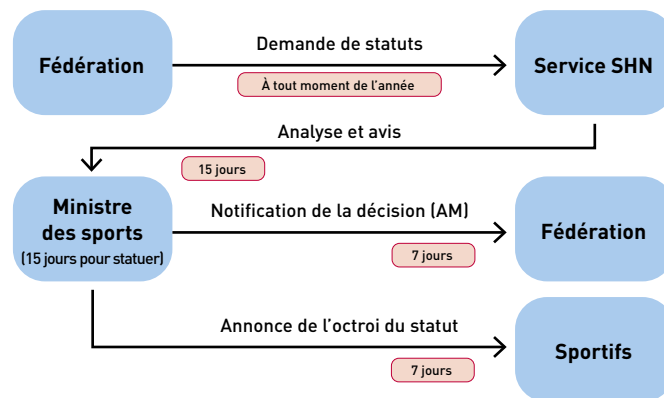 Fédération
Demande de statuts
À tout moment de l’année
Service SHN
Analyse et avis
15 jours
Ministre
des sports
(15 jours pour statuer)
Notification de la décision (AM)
7 jours
Fédération
Annonce de l’octroi du statut
7 jours
Sportifs